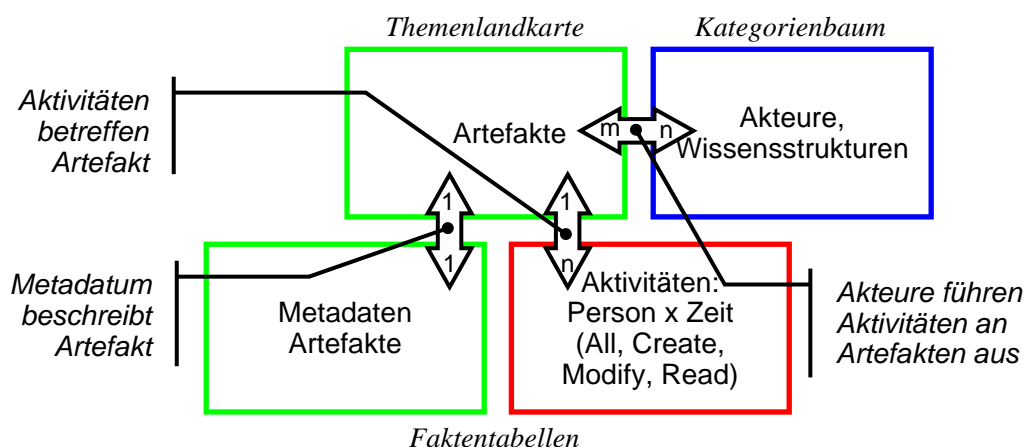 Themenlandkarte
Kategorienbaum
Aktivitäten
betreffen
Artefakt
Artefakte
m
n
Akteure,
Wissensstrukturen
1
1
1
n
Metadatum
beschreibt
Artefakt
Metadaten
Artefakte
Aktivitäten:
Person x Zeit
(All, Create,
Modify, Read)
Akteure führen
Aktivitäten an
Artefakten aus
Faktentabellen